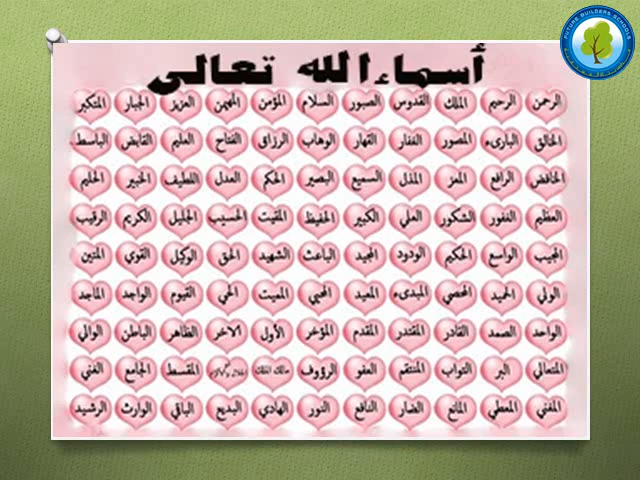 FUTURE BUILDERS SCHOOLS
أسماء الله تعالى
الرحمن الرحيم الملك القدوس الصبور السلام المؤمن المهيمن العزيز الجبار المتكبر
الخالق البارىء المصور الغفار القهار الوهاب الرزاق الفتاح العليم القابض الباسط
الخافض الرافع المعز المذل السميع البصير الحكم العدل اللطيف الخبير الحليم
العظيم الغفور الشكور العلي الكبير الحفيظ المقيت الحسيب الجليل الكريم الرقيب
المجيب الواسع الحكيم الودود المجيد الباعث الشهيد الحق الوكيل القوي المتين
الولي الحميد المحصي المبدىء المعيد المحيي المميت الحي القيوم الواجد الماجد
الواحد الصمد القادر المقتدر المقدم المؤخر الأول الآخر الظاهر الباطن الوالي
المتعالي البر التواب المنتقم العفو الرؤوف مالك الملك المقسط الجامع الغني
المغني المعطي المانع الضار النافع النور الهادي البديع الباقي الوارث الرشيد